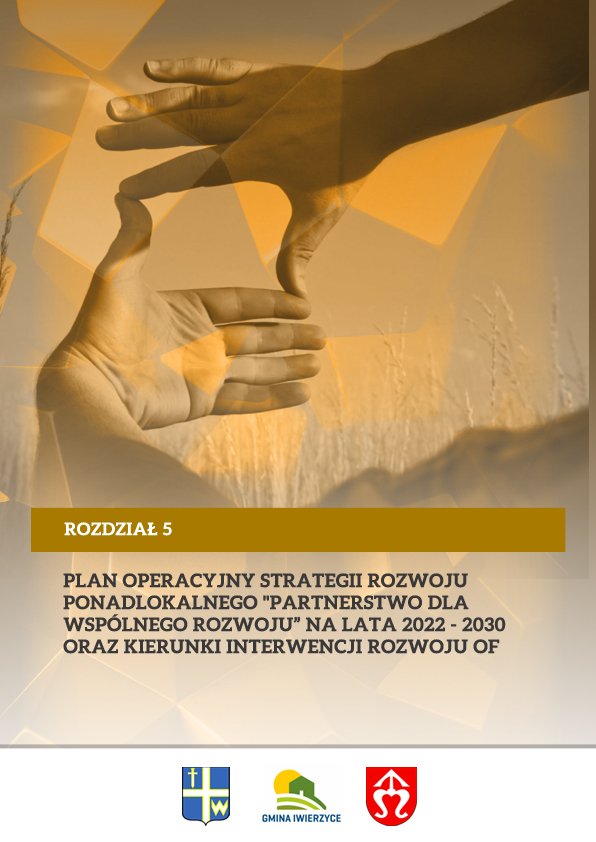 ROZDZIAŁ 5
PLAN OPERACYJNY STRATEGII ROZWOJU
PONADLOKALNEGO "PARTNERSTWO DLA
WSPÓLNEGO ROZWOJU” NA LATA 2022 - 2030
ORAZ KIERUNKI INTERWENCJI ROZWOJU OF
W
GMINA IWIERZYCE